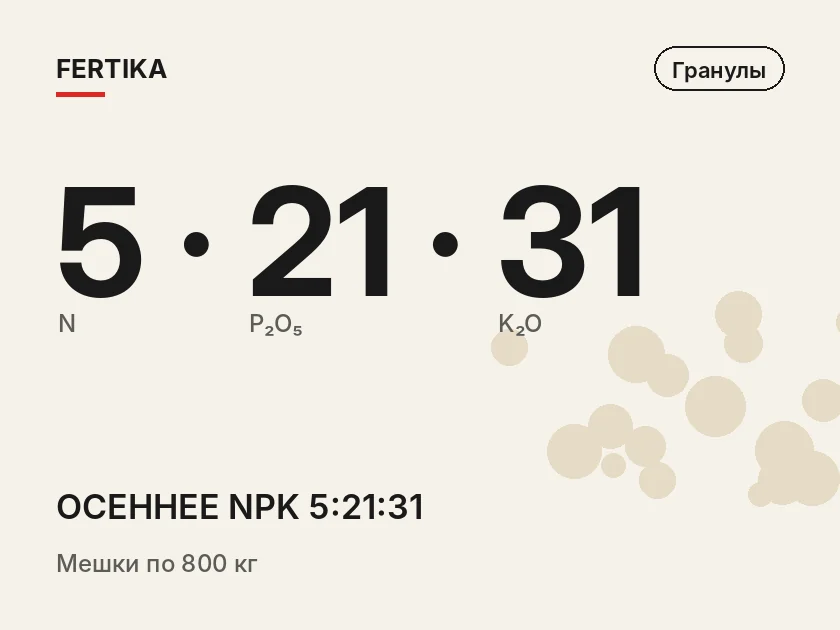 FERTIKA
Гранулы
5 · 21 · 31
N P₂O₅ K₂O
ОСЕННЕЕ NPK 5:21:31
Мешки по 800 кг